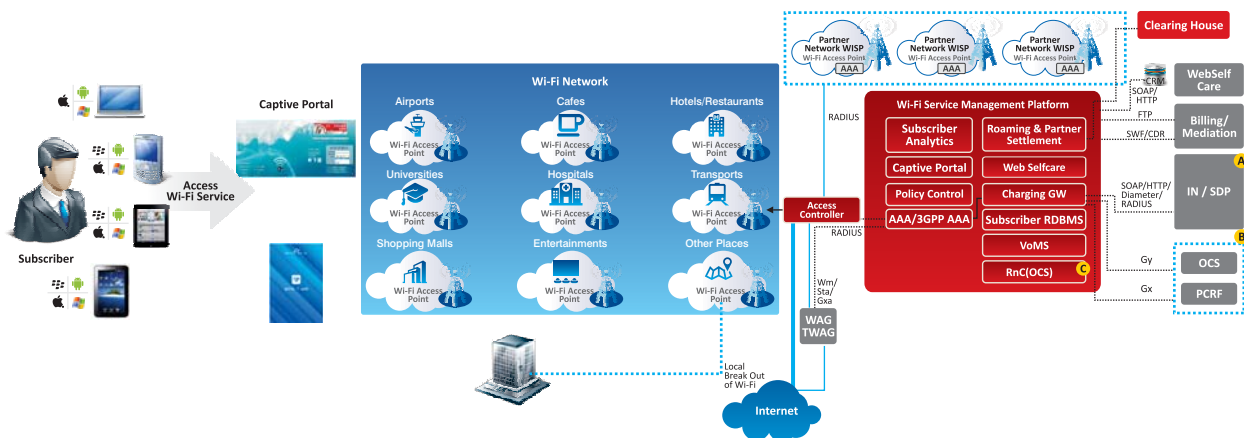 Captive Portal
Access
Wi-Fi Service
Subscriber
Wi-Fi Network
Airports
Wi-Fi Access
Point
Cafes
Wi-Fi Access
Point
Hotels/Restaurants
Wi-Fi Access
Point
Universities
Wi-Fi Access
Point
Hospitals
Wi-Fi Access
Point
Transports
Wi-Fi Access
Point
Shopping Malls
Wi-Fi Access
Point
Entertainments
Wi-Fi Access
Point
Other Places
Wi-Fi Access
Point
Local
Break Out
of Wi-Fi
Internet
Partner
Network WISP
Wi-Fi Access Point
AAA
Partner
Network WISP
Wi-Fi Access Point
AAA
Partner
Network WISP
Wi-Fi Access Point
AAA
RADIUS
Access
Controller
RADIUS
Wm/
Sta/
Gxa
WAG
TWAG
Wi-Fi Service Management Platform
Subscriber
Analytics
Roaming & Partner
Settlement
Captive Portal
Web Selfcare
Policy Control
Charging GW
AAA/3GPP AAA
Subscriber RDBMS
VoMS
RnC(OCS)
C
Clearing House
CRM
SOAP/
HTTP
WebSelf
Care
FTP
SWF/CDR
Billing/
Mediation
SOAP/HTTP/
Diameter/
RADIUS
A
IN / SDP
B
Gy
OCS
Gx
PCRF